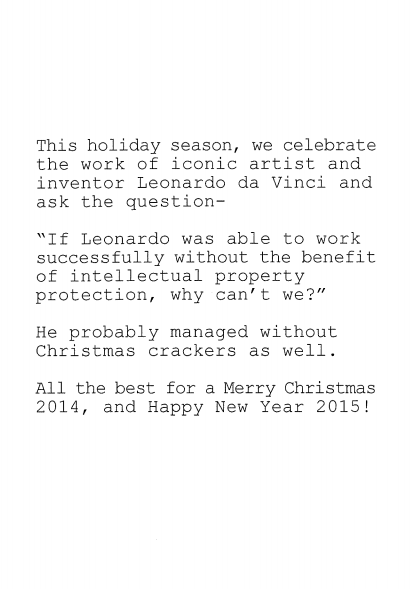 This holiday season, we celebrate
the work of iconic artist and
inventor Leonardo da Vinci and
ask the question-
“If Leonardo was able to work
successfully without the benefit
of intellectual property
protection, why can’t we?”
He probably managed without
Christmas crackers as well.
All the best for a Merry Christmas
2014, and Happy New Year 2015!